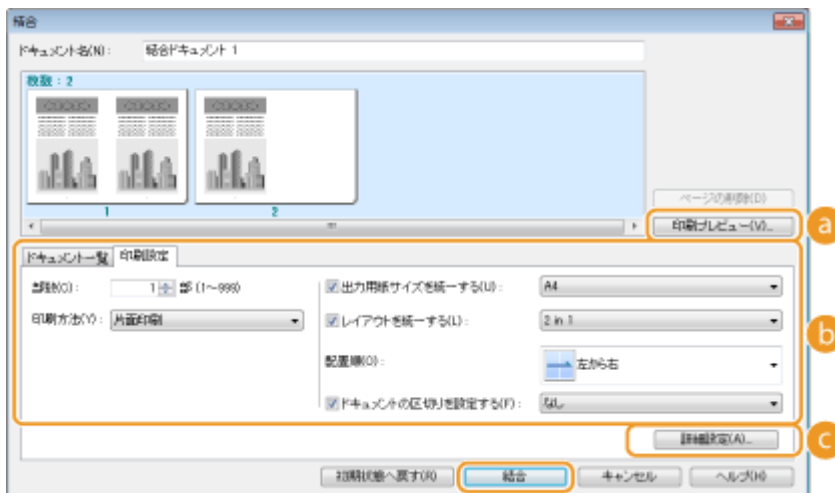 結合
ドキュメント名(N): 結合ドキュメント 1
枚数:2
1
2
ページの削除(D)
印刷プレビュー(V)...
a
ドキュメント一覧 印刷設定
部数(C): 1 部 (1~999)
印刷方法(Y): 片面印刷
出力用紙サイズを統一する(U): A4
レイアウトを統一する(L): 2 in 1
配置順(O): 左から右
ドキュメントの区切りを設定する(F): なし
b
詳細設定(A)...
c
初期状態へ戻す(R) 結合 キャンセル ヘルプ(H)